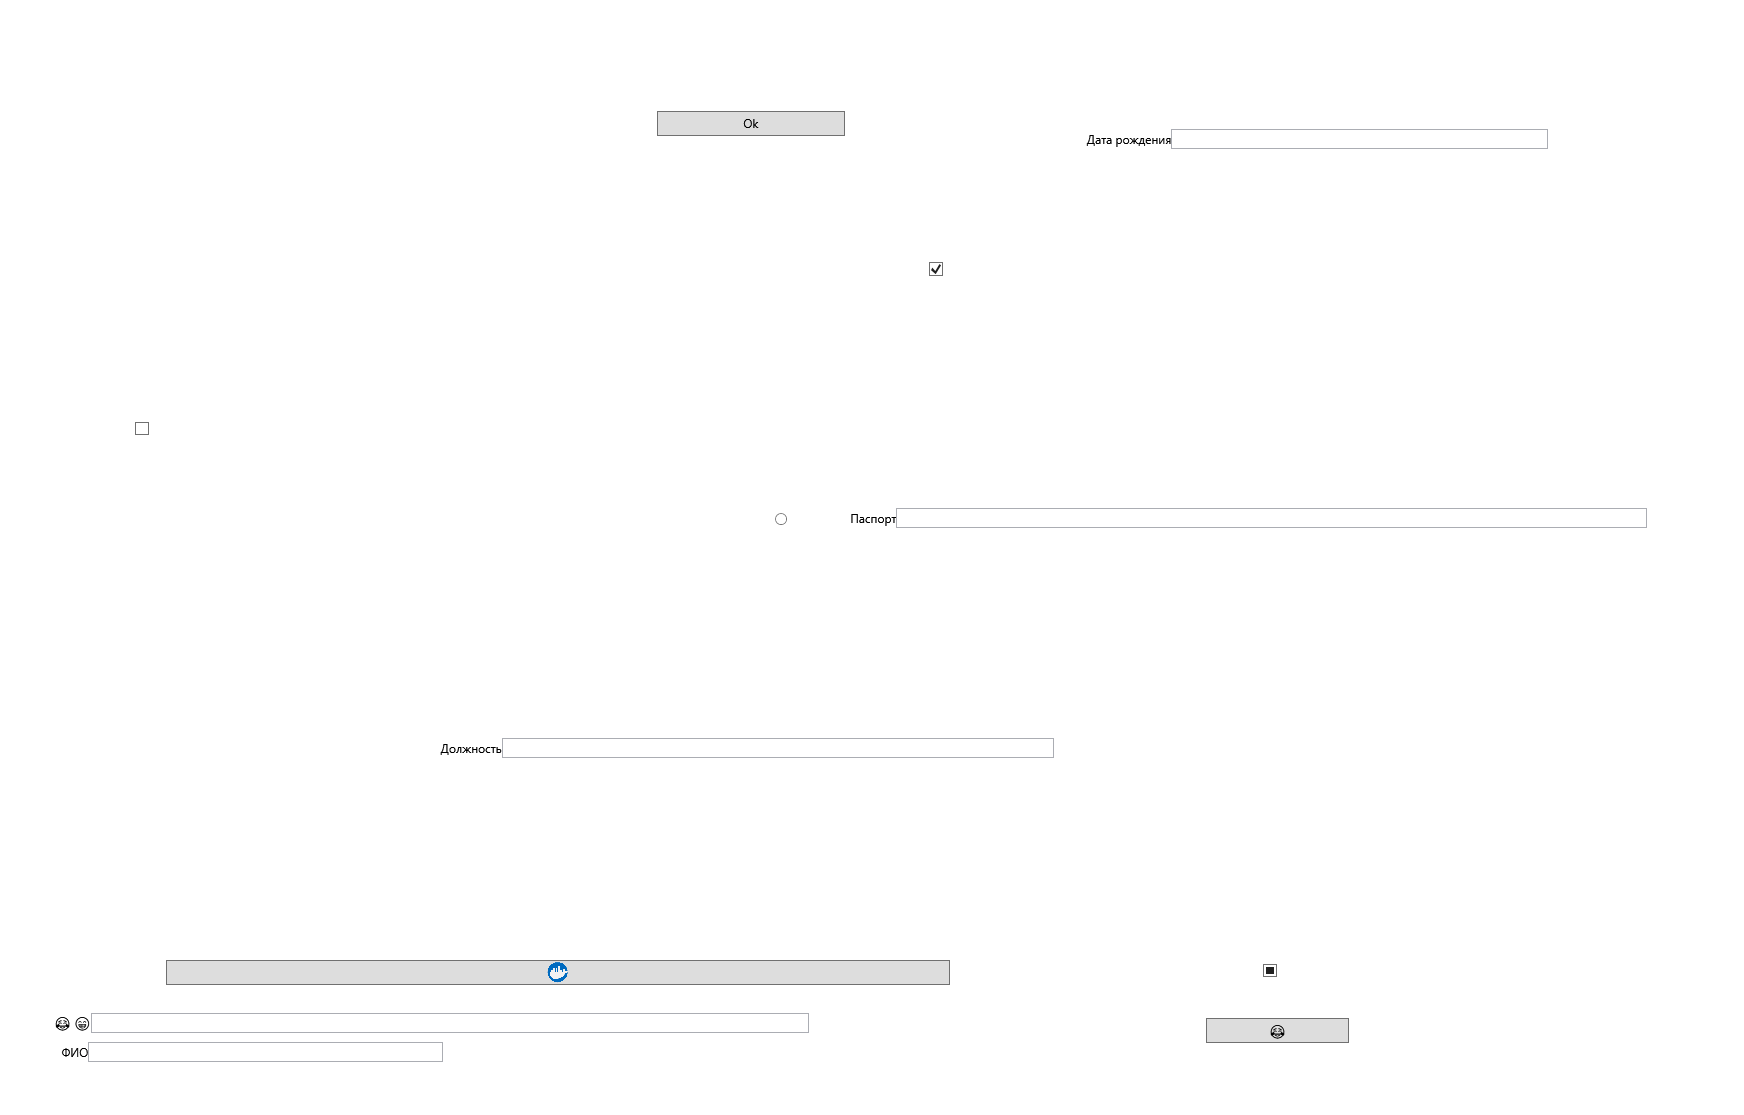 Ok
Дата рождения
Паспорт
Должность
😂 😁
ФИО
😂